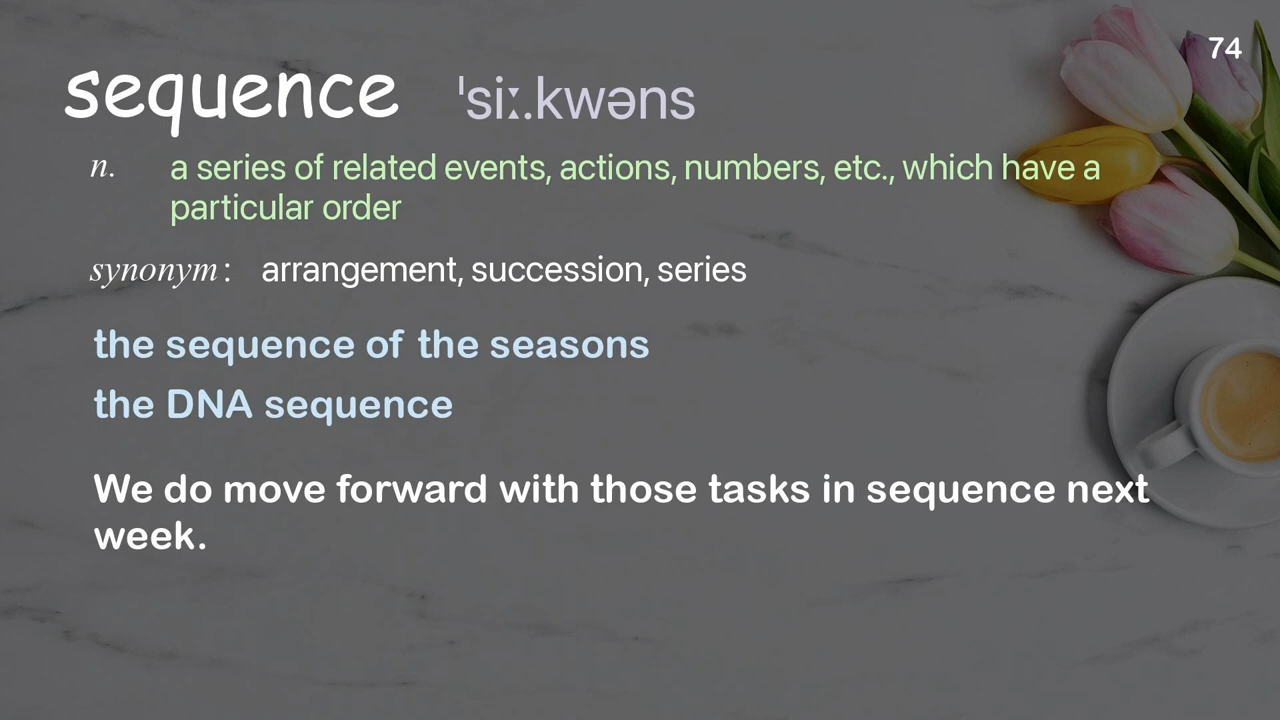 74
sequence ˈsiː.kwəns
n. a series of related events, actions, numbers, etc., which have a
particular order
synonym: arrangement, succession, series
the sequence of the seasons
the DNA sequence
We do move forward with those tasks in sequence next
week.